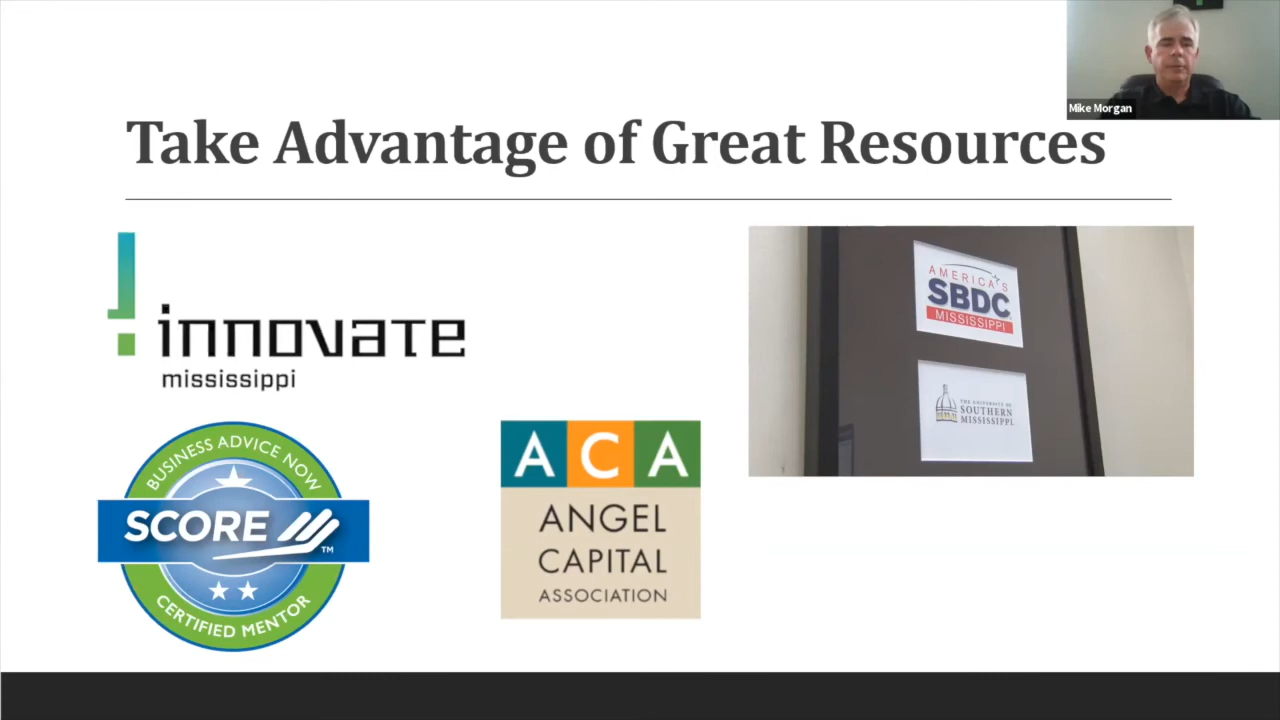 Mike Morgan
Take Advantage of Great Resources
innovate
mississippi
AMERICA'S
SBDC
MISSISSIPPI
THE UNIVERSITY OF
SOUTHERN
MISSISSIPPI
BUSINESS ADVICE NOW
SCORE
TM
CERTIFIED MENTOR
ACA
ANGEL
CAPITAL
ASSOCIATION